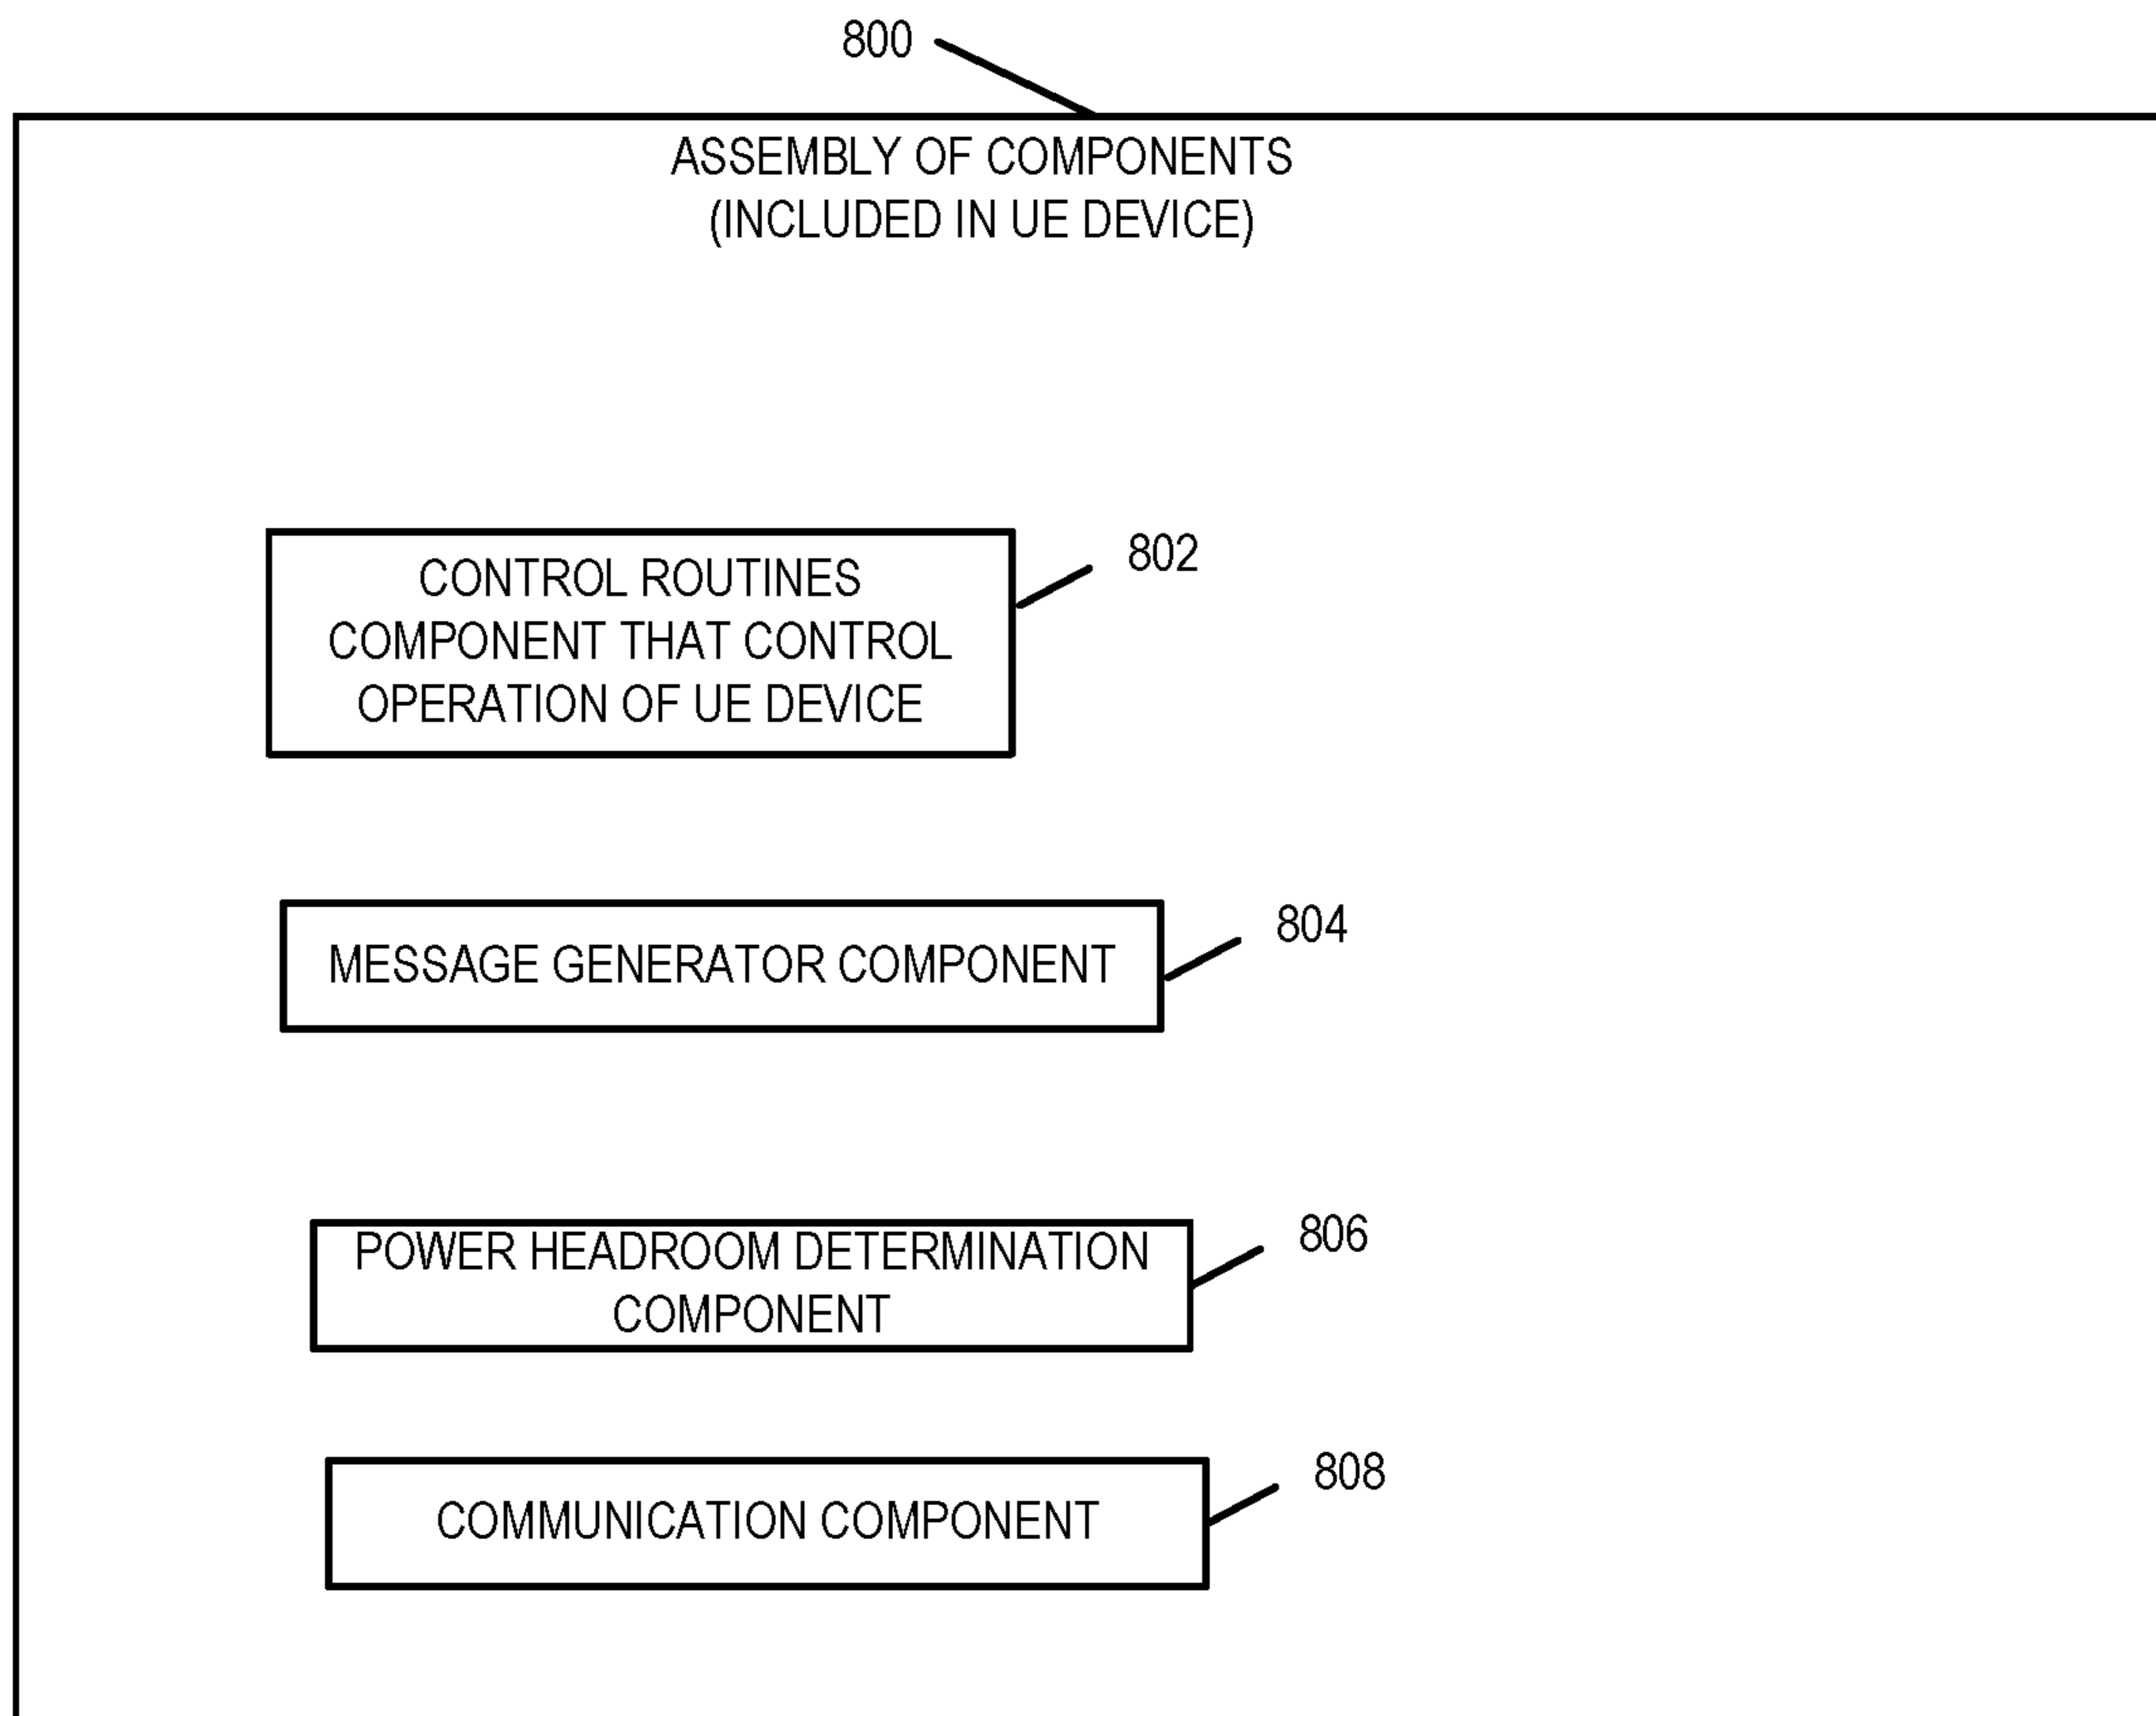 800
ASSEMBLY OF COMPONENTS
(INCLUDED IN UE DEVICE)
CONTROL ROUTINES
COMPONENT THAT CONTROL
OPERATION OF UE DEVICE
802
MESSAGE GENERATOR COMPONENT
804
POWER HEADROOM DETERMINATION
COMPONENT
806
COMMUNICATION COMPONENT
808